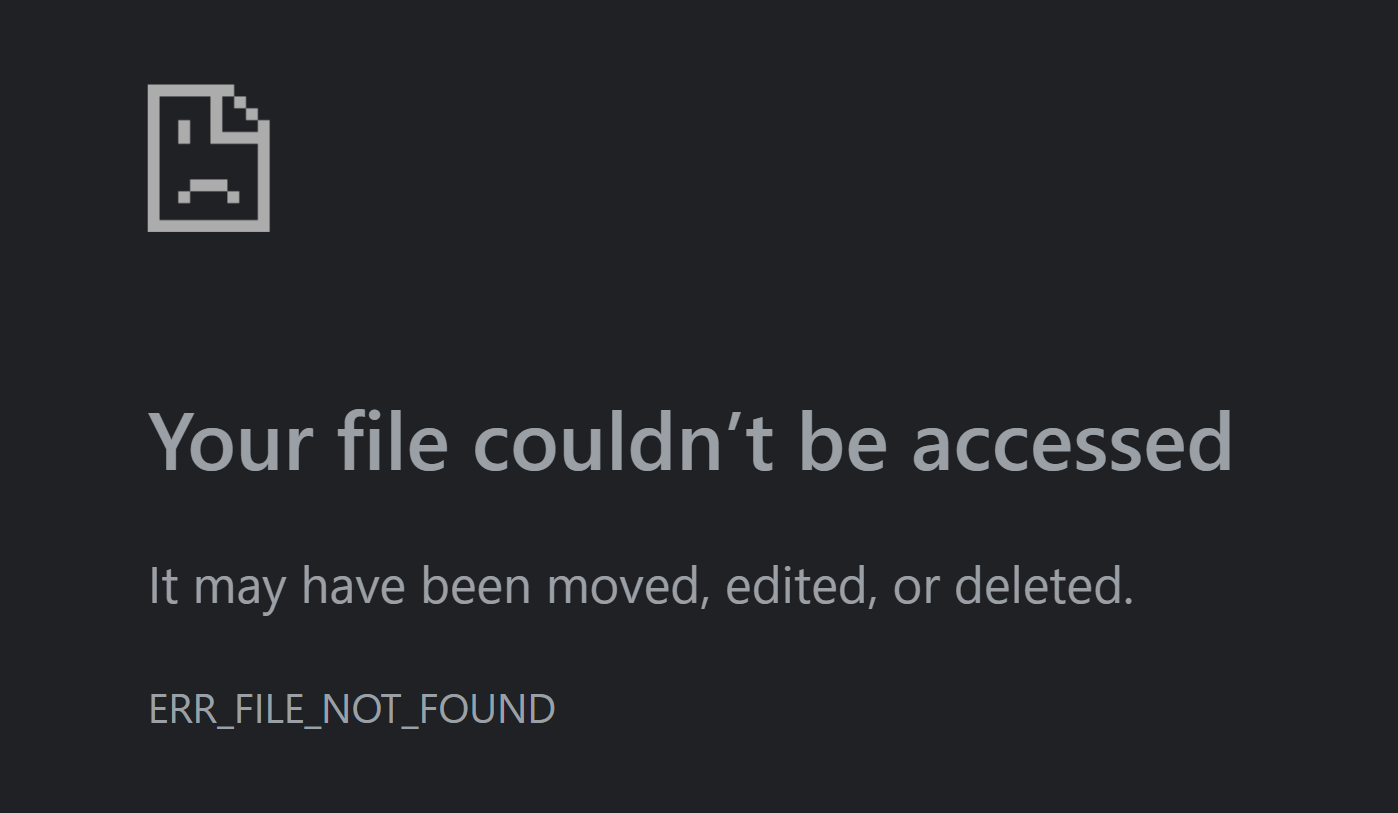 Your file couldn’t be accessed
It may have been moved, edited, or deleted.
ERR_FILE_NOT_FOUND